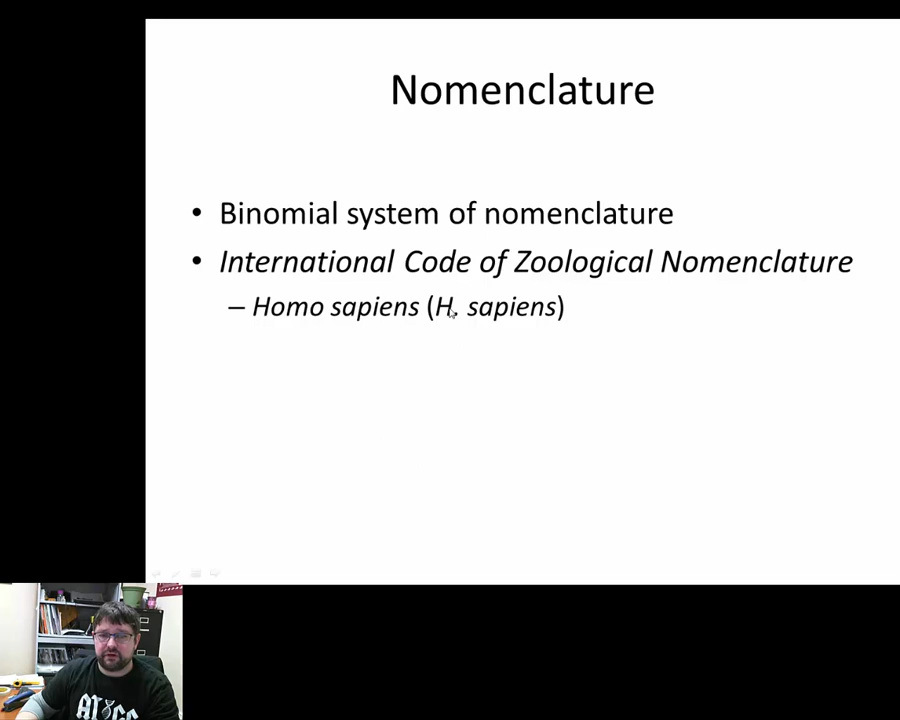 Nomenclature
• Binomial system of nomenclature
• International Code of Zoological Nomenclature
– Homo sapiens (H. sapiens)